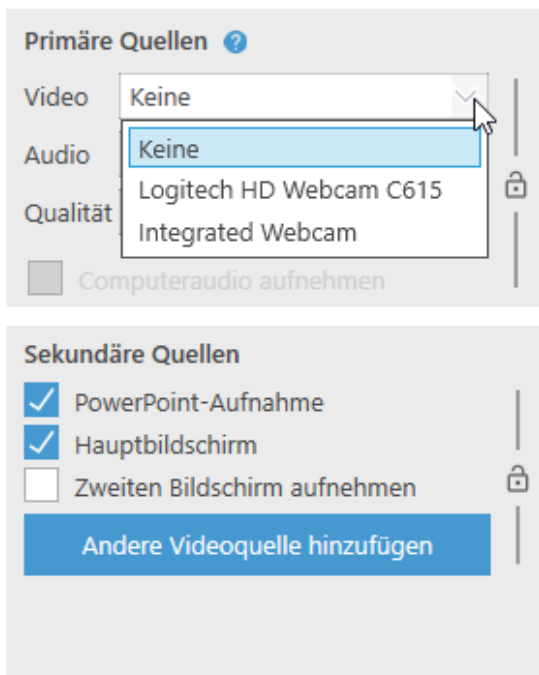 Primäre Quellen ?
Video Keine
Audio Keine
Logitech HD Webcam C615
Qualität
Integrated Webcam
Computeraudio aufnehmen
Sekundäre Quellen
PowerPoint-Aufnahme
Hauptbildschirm
Zweiten Bildschirm aufnehmen
Andere Videoquelle hinzufügen